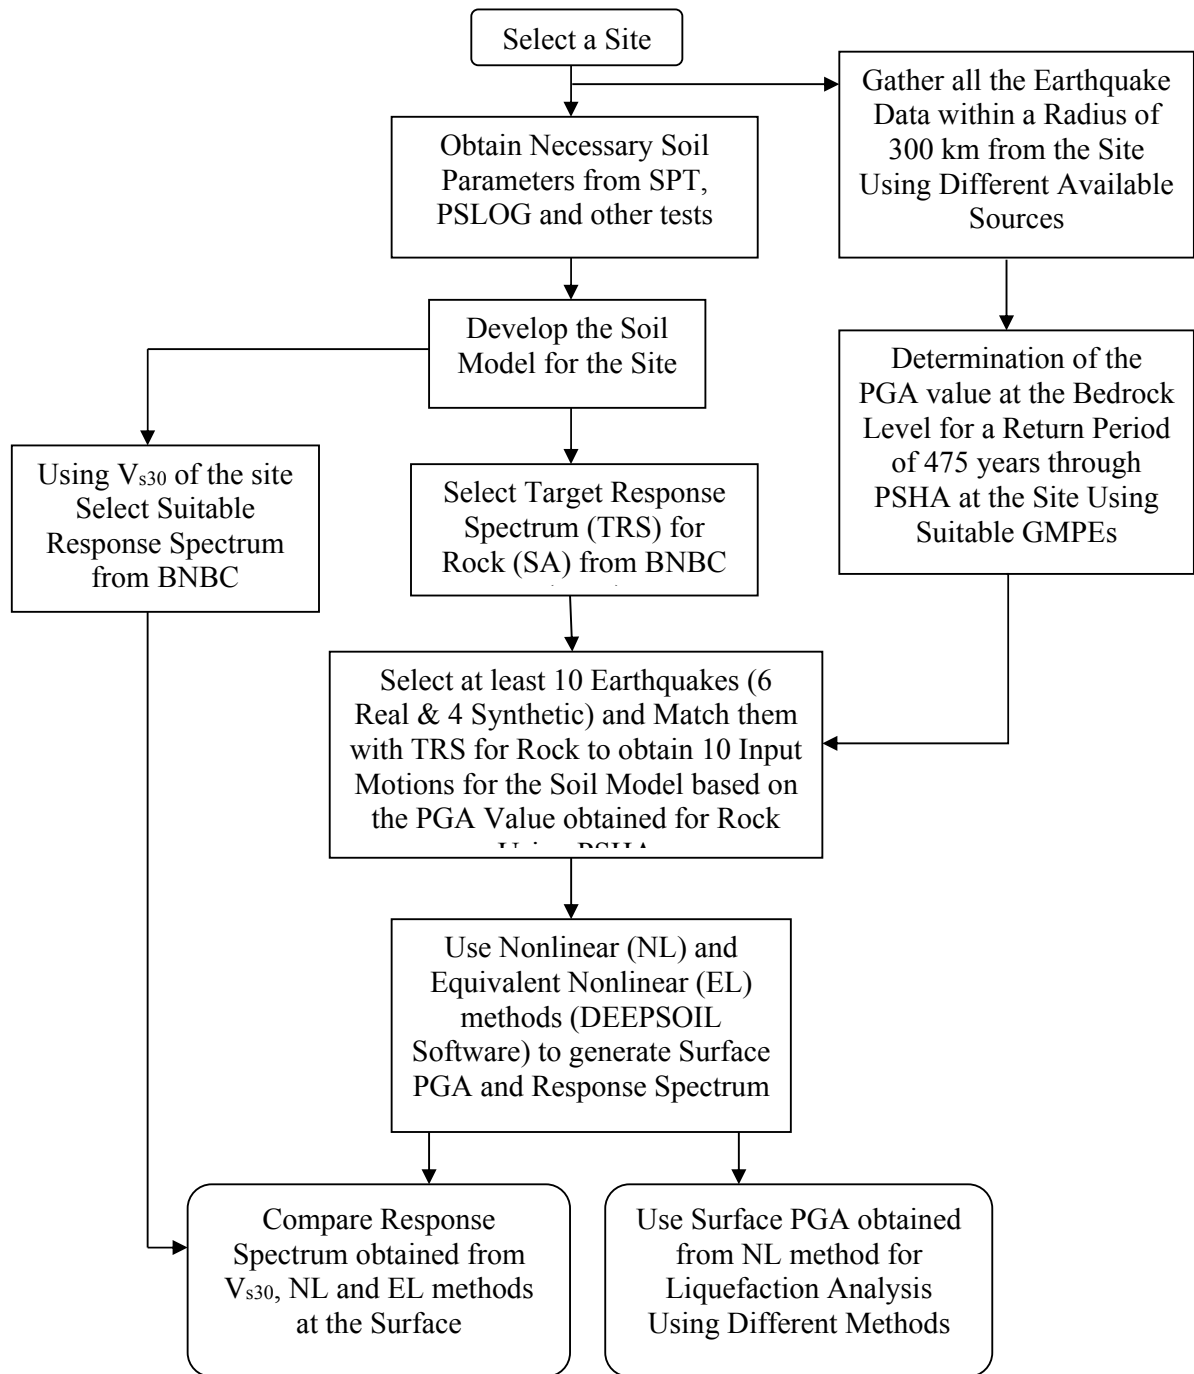 Select a Site
Gather all the Earthquake
Data within a Radius of
300 km from the Site
Using Different Available
Sources
Obtain Necessary Soil
Parameters from SPT,
PSLOG and other tests
Develop the Soil
Model for the Site
Determination of the
PGA value at the Bedrock
Level for a Return Period
of 475 years through
PSHA at the Site Using
Suitable GMPEs
Using Vs30 of the site
Select Suitable
Response Spectrum
from BNBC
Select Target Response
Spectrum (TRS) for
Rock (SA) from BNBC
Select at least 10 Earthquakes (6
Real & 4 Synthetic) and Match them
with TRS for Rock to obtain 10 Input
Motions for the Soil Model based on
the PGA Value obtained for Rock
Using PSHA
Use Nonlinear (NL) and
Equivalent Nonlinear (EL)
methods (DEEPSOIL
Software) to generate Surface
PGA and Response Spectrum
Compare Response
Spectrum obtained from
Vs30, NL and EL methods
at the Surface
Use Surface PGA obtained
from NL method for
Liquefaction Analysis
Using Different Methods